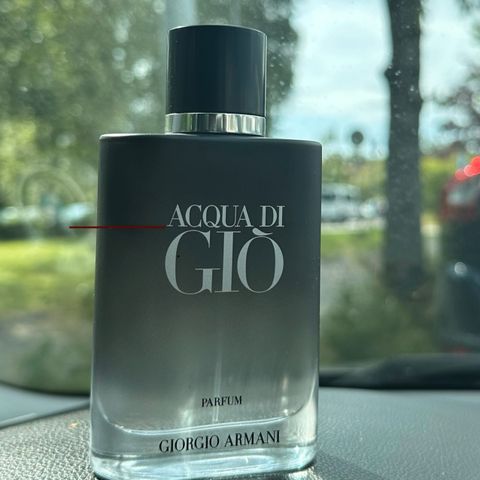 ACQUA DI
GIÒ
PARFUM
GIORGIO ARMANI